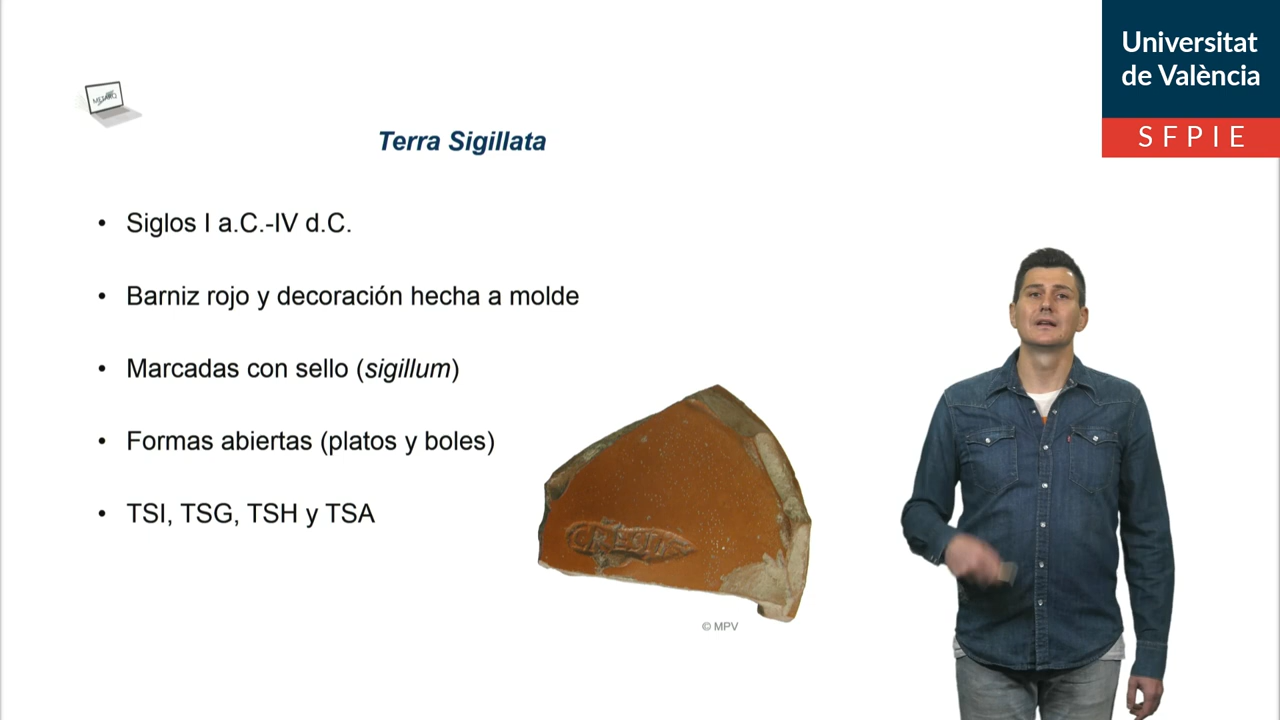 Universitat
de València
SFPIE
Terra Sigillata
• Siglos I a.C.-IV d.C.
• Barniz rojo y decoración hecha a molde
• Marcadas con sello (sigillum)
• Formas abiertas (platos y boles)
• TSI, TSG, TSH y TSA
© MPV